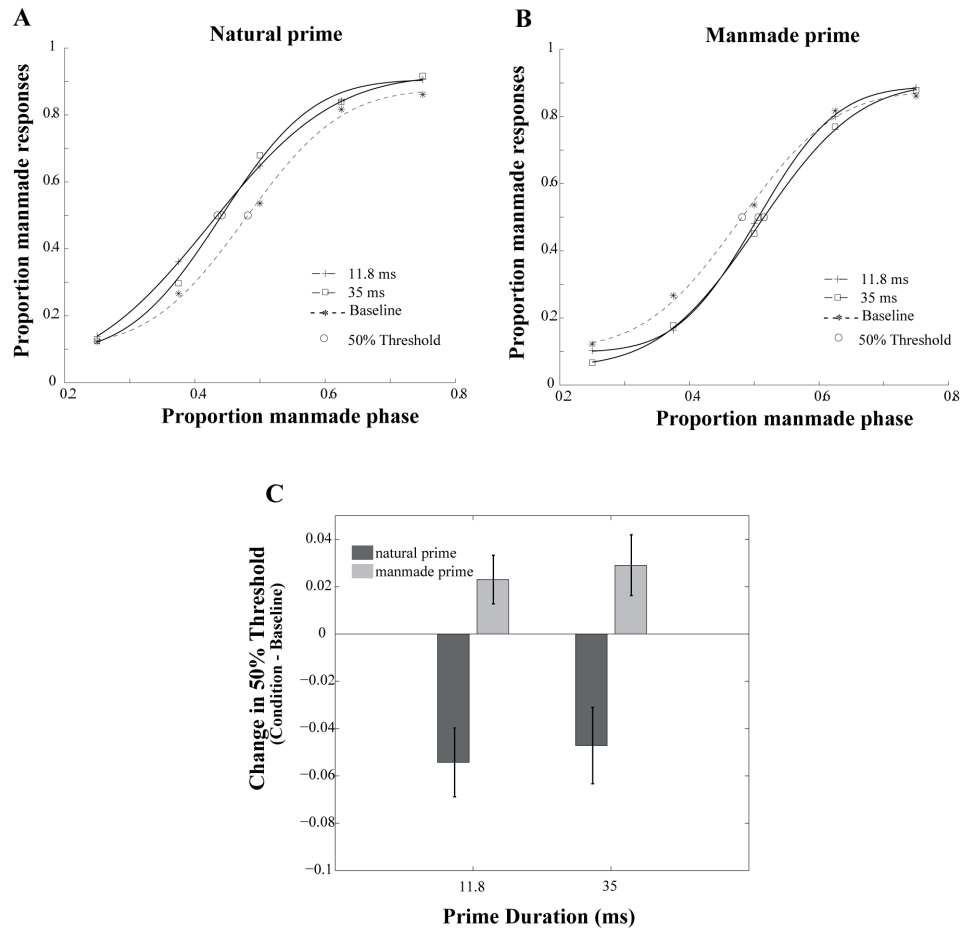 A
Natural prime
Proportion manmade responses
1
0.8
0.6
0.4
0.2
0
0.2
0.4
0.6
0.8
Proportion manmade phase
11.8 ms
35 ms
Baseline
50% Threshold
B
Manmade prime
Proportion manmade responses
1
0.8
0.6
0.4
0.2
0
0.2
0.4
0.6
0.8
Proportion manmade phase
11.8 ms
35 ms
Baseline
50% Threshold
C
Change in 50% Threshold
(Condition - Baseline)
0.04
0.02
0
−0.02
−0.04
−0.06
−0.08
−0.1
natural prime
manmade prime
11.8
35
Prime Duration (ms)